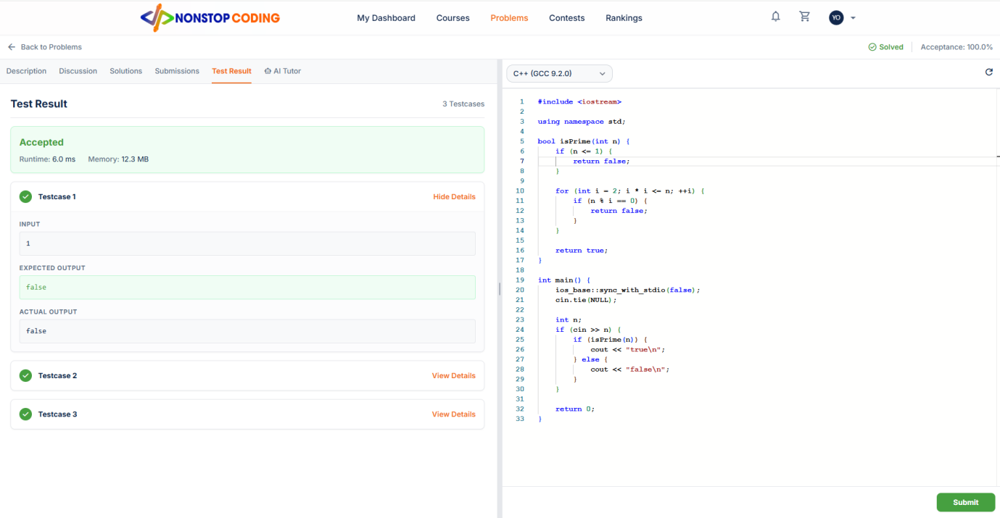 NONSTOP CODING
My Dashboard Courses Problems Contests Rankings
YO
Back to Problems
Solved Acceptance: 100.0%
Description Discussion Solutions Submissions Test Result AI Tutor
Test Result 3 Testcases
Accepted
Runtime: 6.0 ms Memory: 12.3 MB
Testcase 1 Hide Details
INPUT
1
EXPECTED OUTPUT
false
ACTUAL OUTPUT
false
Testcase 2 View Details
Testcase 3 View Details
C++ (GCC 9.2.0)
1 #include <iostream>
2
3 using namespace std;
4
5 bool isPrime(int n) {
6     if (n <= 1) {
7         return false;
8     }
9
10     for (int i = 2; i * i <= n; ++i) {
11         if (n % i == 0) {
12             return false;
13         }
14     }
15
16     return true;
17 }
18
19 int main() {
20     ios_base::sync_with_stdio(false);
21     cin.tie(NULL);
22
23     int n;
24     if (cin >> n) {
25         if (isPrime(n)) {
26             cout << "true\n";
27         } else {
28             cout << "false\n";
29         }
30     }
31
32     return 0;
33 }
Submit